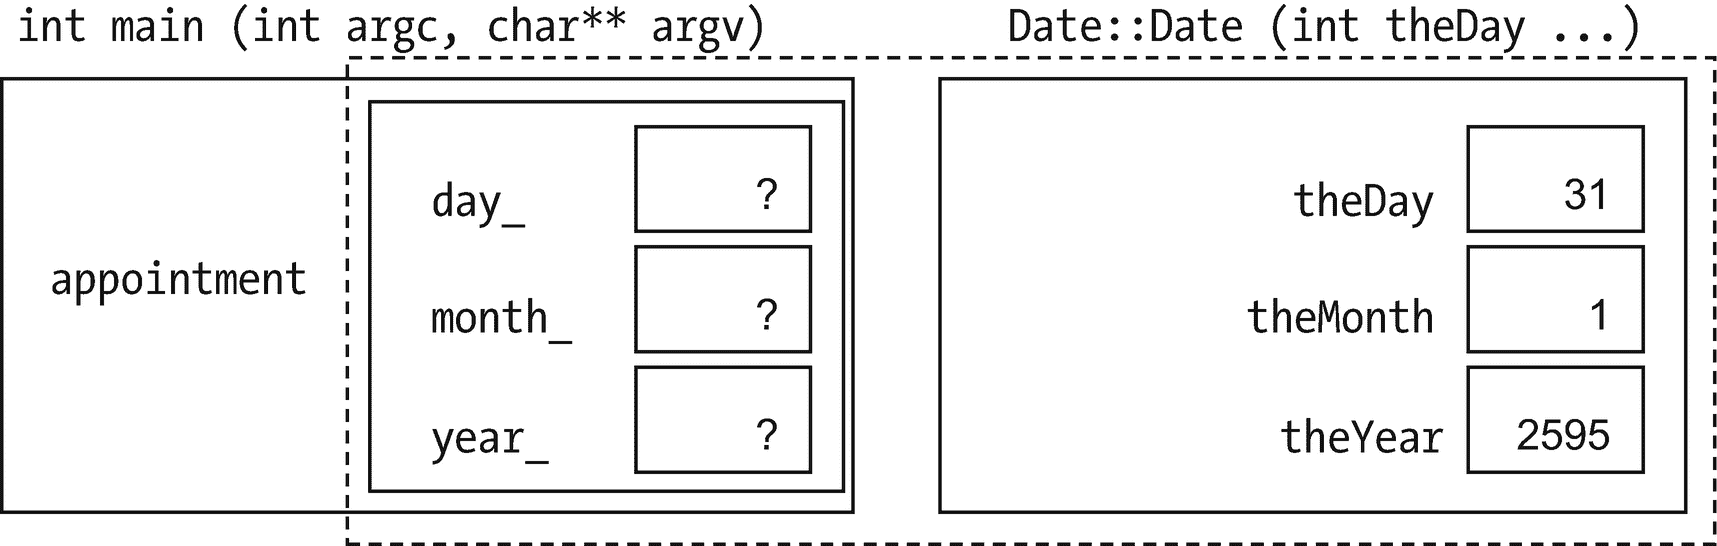 int main (int argc, char** argv)
Date::Date (int theDay ...)
day_ ?
theDay 31
appointment
month_ ?
theMonth 1
year_ ?
theYear 2595